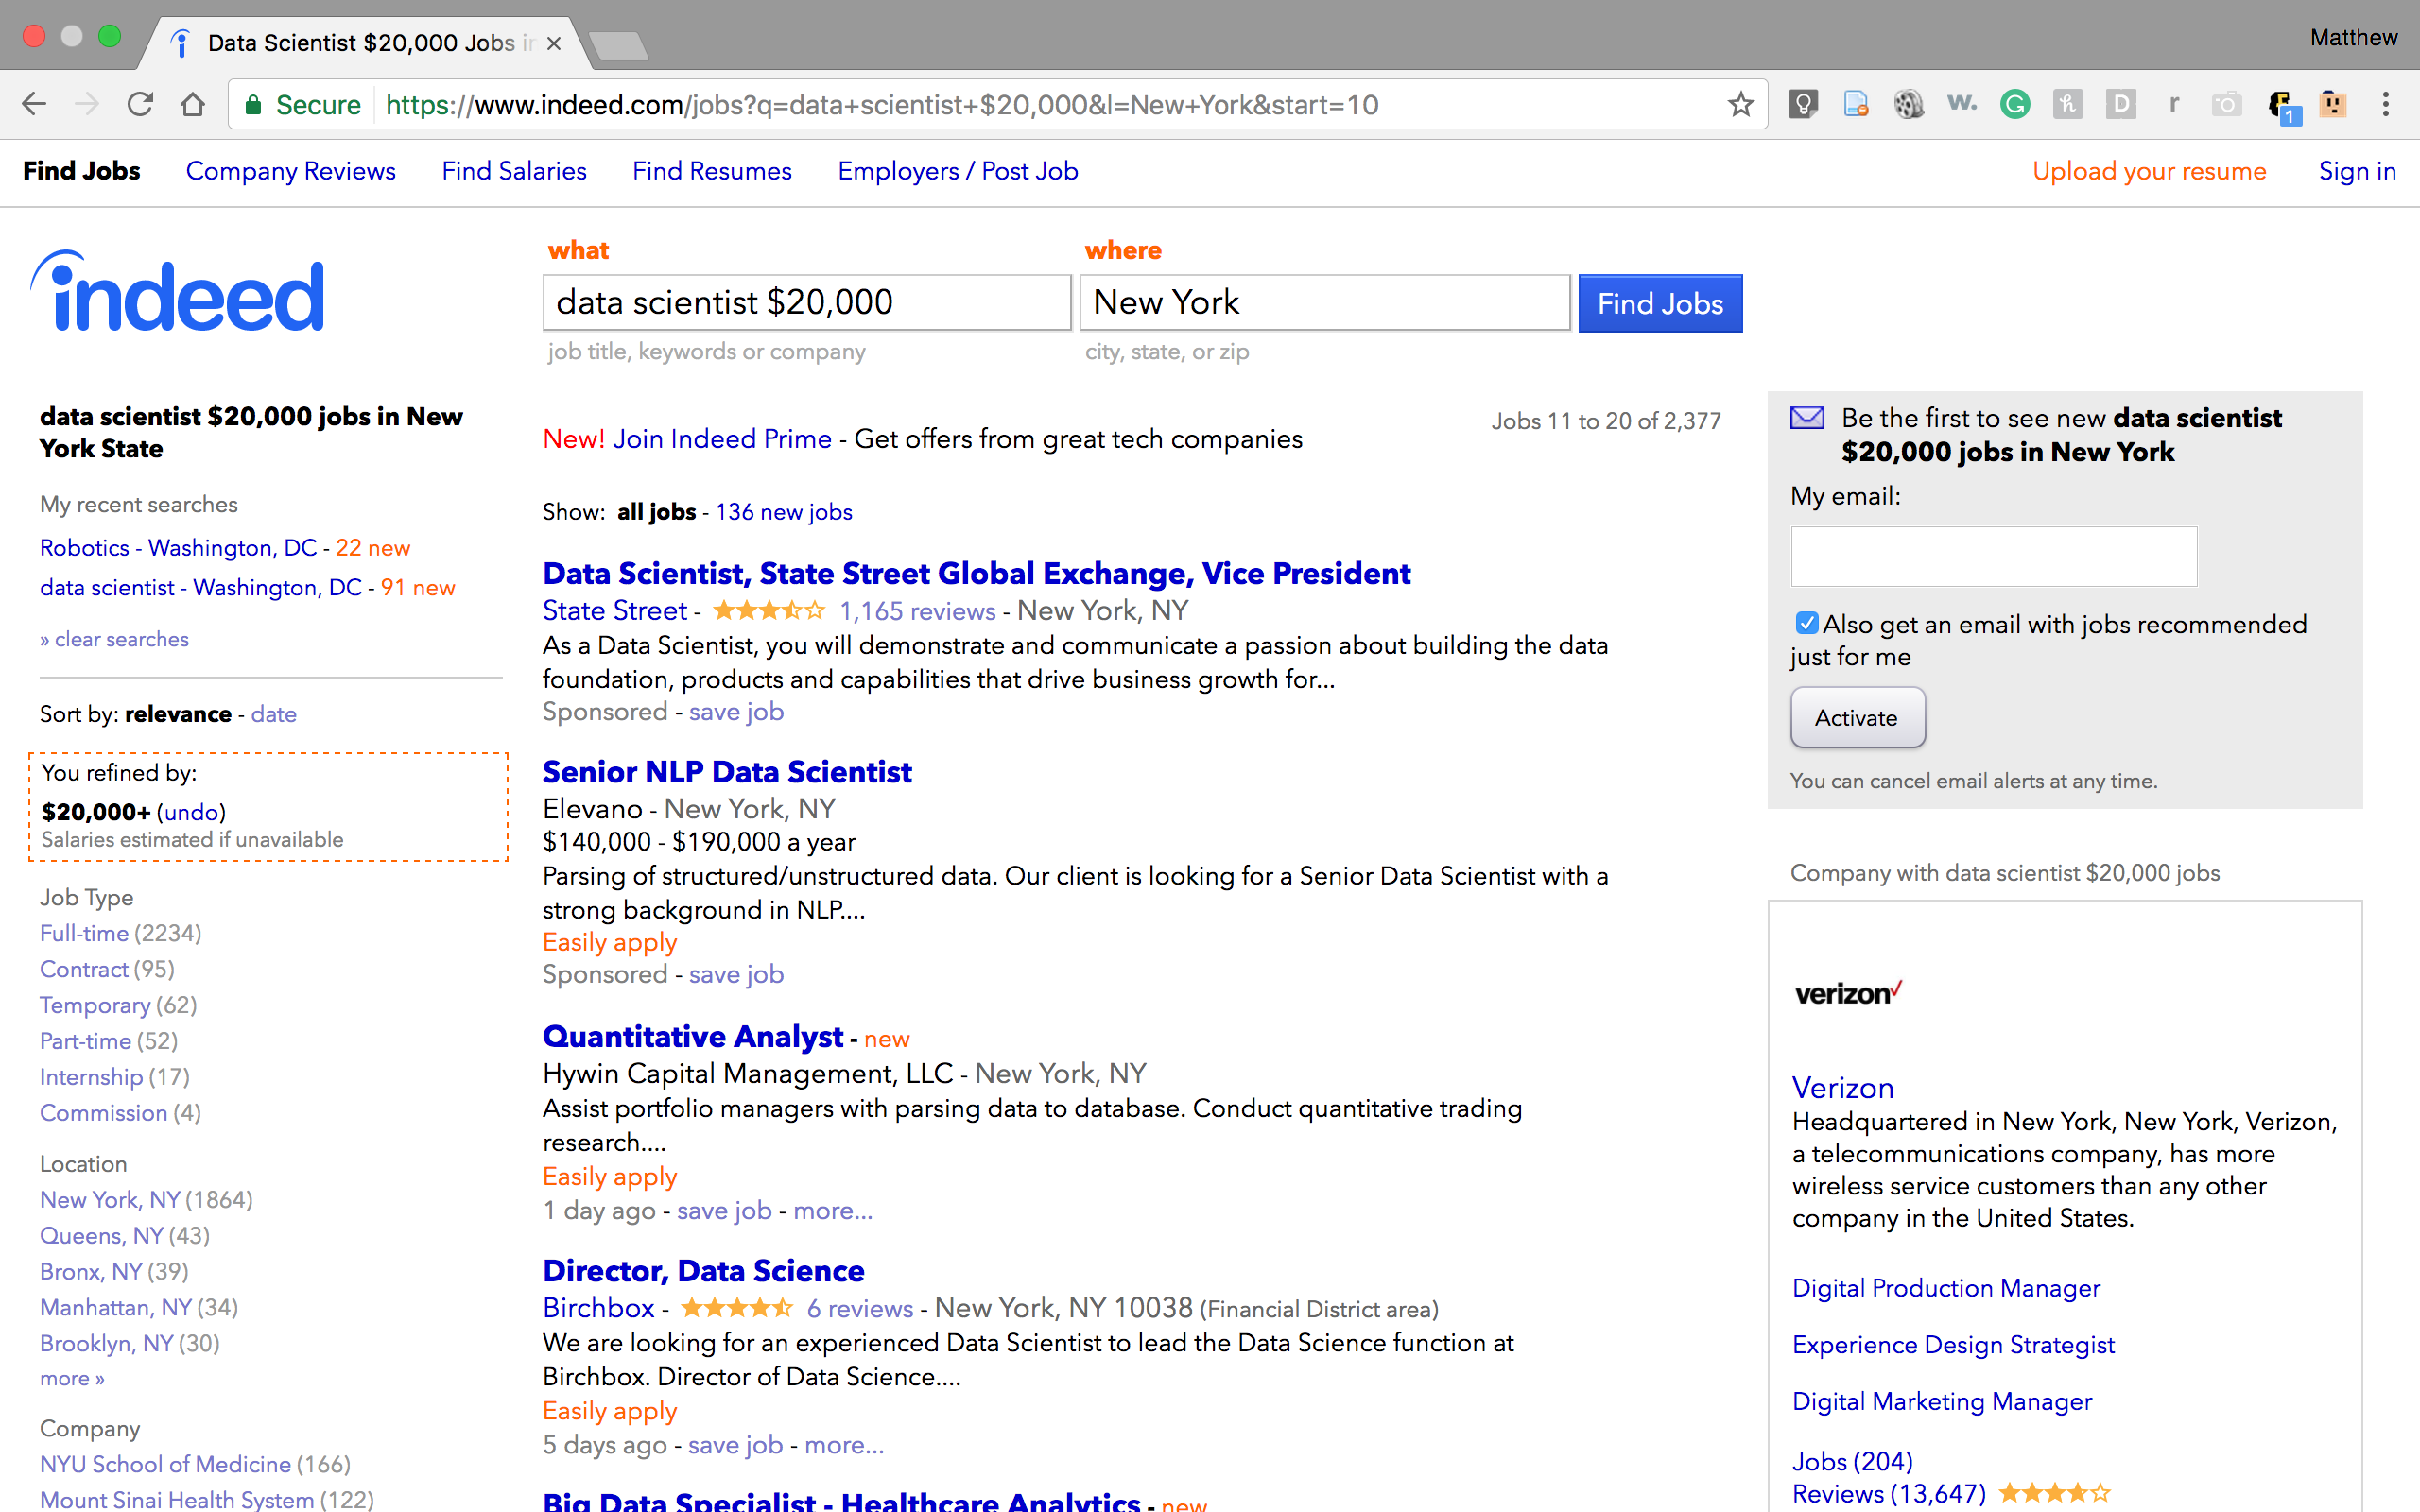 Data Scientist $20,000 Jobs in
Matthew
Secure https://www.indeed.com/jobs?q=data+scientist+$20,000&l=New+York&start=10
Find Jobs Company Reviews Find Salaries Find Resumes Employers / Post Job Upload your resume Sign in
indeed
what where
data scientist $20,000 New York Find Jobs
job title, keywords or company city, state, or zip
data scientist $20,000 jobs in New
York State
My recent searches
Robotics - Washington, DC - 22 new
data scientist - Washington, DC - 91 new
» clear searches
Sort by: relevance - date
You refined by:
$20,000+ (undo)
Salaries estimated if unavailable
Job Type
Full-time (2234)
Contract (95)
Temporary (62)
Part-time (52)
Internship (17)
Commission (4)
Location
New York, NY (1864)
Queens, NY (43)
Bronx, NY (39)
Manhattan, NY (34)
Brooklyn, NY (30)
more »
Company
NYU School of Medicine (166)
Mount Sinai Health System (122)
New! Join Indeed Prime - Get offers from great tech companies
Jobs 11 to 20 of 2,377
Show: all jobs - 136 new jobs
Data Scientist, State Street Global Exchange, Vice President
State Street - 1,165 reviews - New York, NY
As a Data Scientist, you will demonstrate and communicate a passion about building the data
foundation, products and capabilities that drive business growth for...
Sponsored - save job
Senior NLP Data Scientist
Elevano - New York, NY
$140,000 - $190,000 a year
Parsing of structured/unstructured data. Our client is looking for a Senior Data Scientist with a
strong background in NLP....
Easily apply
Sponsored - save job
Quantitative Analyst - new
Hywin Capital Management, LLC - New York, NY
Assist portfolio managers with parsing data to database. Conduct quantitative trading
research....
Easily apply
1 day ago - save job - more...
Director, Data Science
Birchbox - 6 reviews - New York, NY 10038 (Financial District area)
We are looking for an experienced Data Scientist to lead the Data Science function at
Birchbox. Director of Data Science....
Easily apply
5 days ago - save job - more...
Big Data Specialist - Healthcare Analytics - new
Be the first to see new data scientist
$20,000 jobs in New York
My email:
Also get an email with jobs recommended
just for me
Activate
You can cancel email alerts at any time.
Company with data scientist $20,000 jobs
verizon
Verizon
Headquartered in New York, New York, Verizon,
a telecommunications company, has more
wireless service customers than any other
company in the United States.
Digital Production Manager
Experience Design Strategist
Digital Marketing Manager
Jobs (204)
Reviews (13,647)